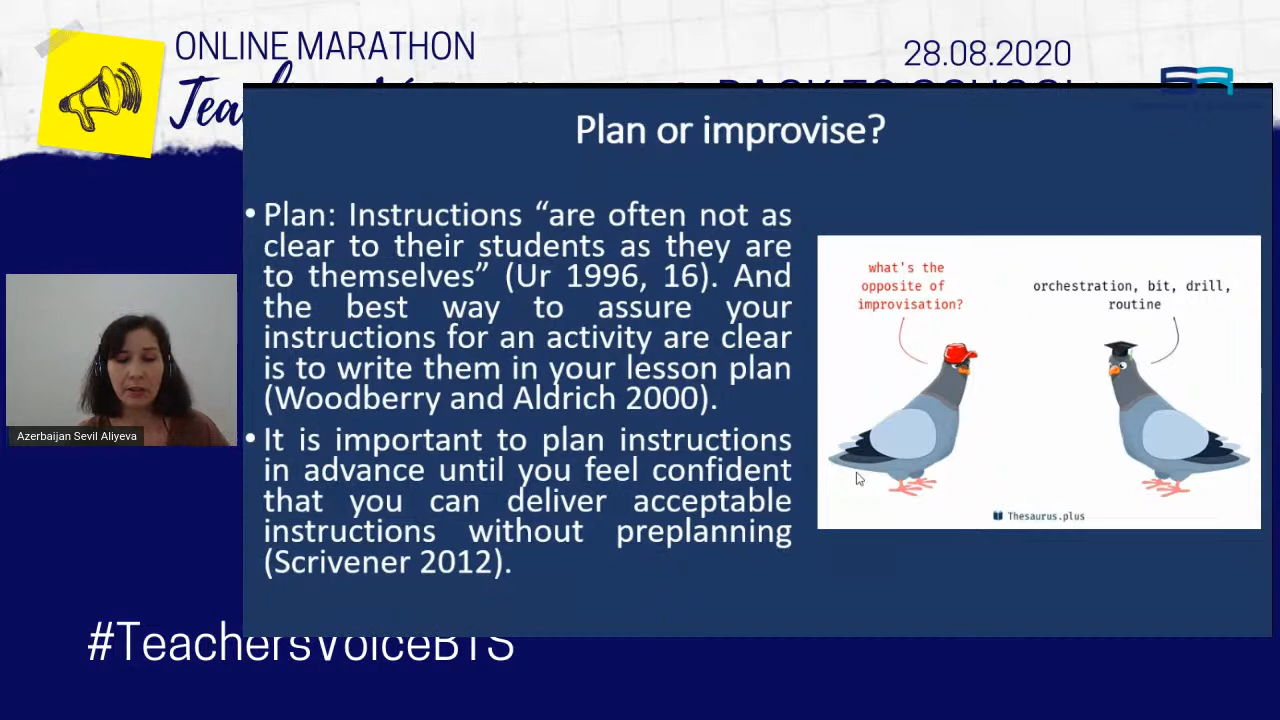 ONLINE MARATHON
28.08.2020
Plan or improvise?
• Plan: Instructions “are often not as
clear to their students as they are
to themselves” (Ur 1996, 16). And
the best way to assure your
instructions for an activity are clear
is to write them in your lesson plan
(Woodberry and Aldrich 2000).
• It is important to plan instructions
in advance until you feel confident
that you can deliver acceptable
instructions without preplanning
(Scrivener 2012).
what's the
opposite of
improvisation?
orchestration, bit, drill,
routine
Thesaurus.plus
Azerbaijan Sevil Aliyeva
#TeachersVoiceBTS